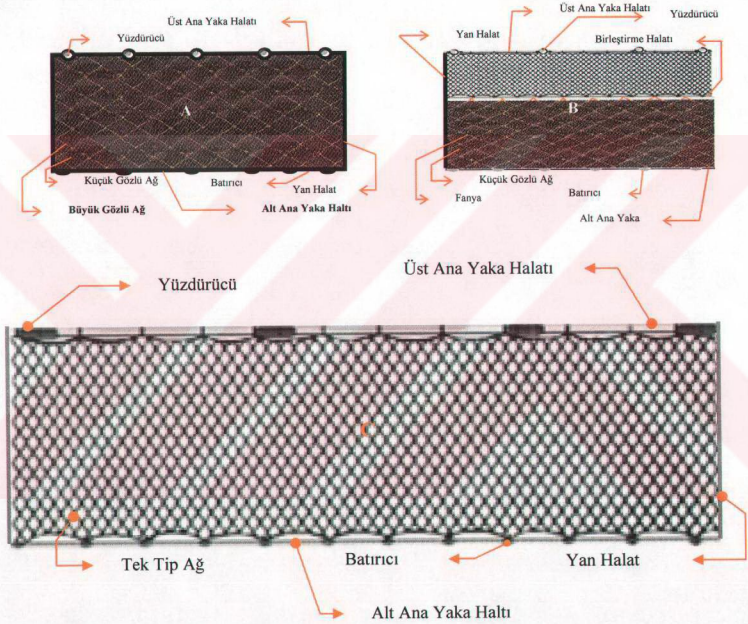 Üst Ana Yaka Halatı
Yüzdürücü
A
Küçük Gözlü Ağ
Batırıcı
Yan Halat
Büyük Gözlü Ağ
Alt Ana Yaka Haltı
Üst Ana Yaka Halatı
Yüzdürücü
Yan Halat
Birleştirme Halatı
B
Küçük Gözlü Ağ
Fanya
Batırıcı
Alt Ana Yaka
Yüzdürücü
Üst Ana Yaka Halatı
Tek Tip Ağ
Batırıcı
Yan Halat
Alt Ana Yaka Haltı